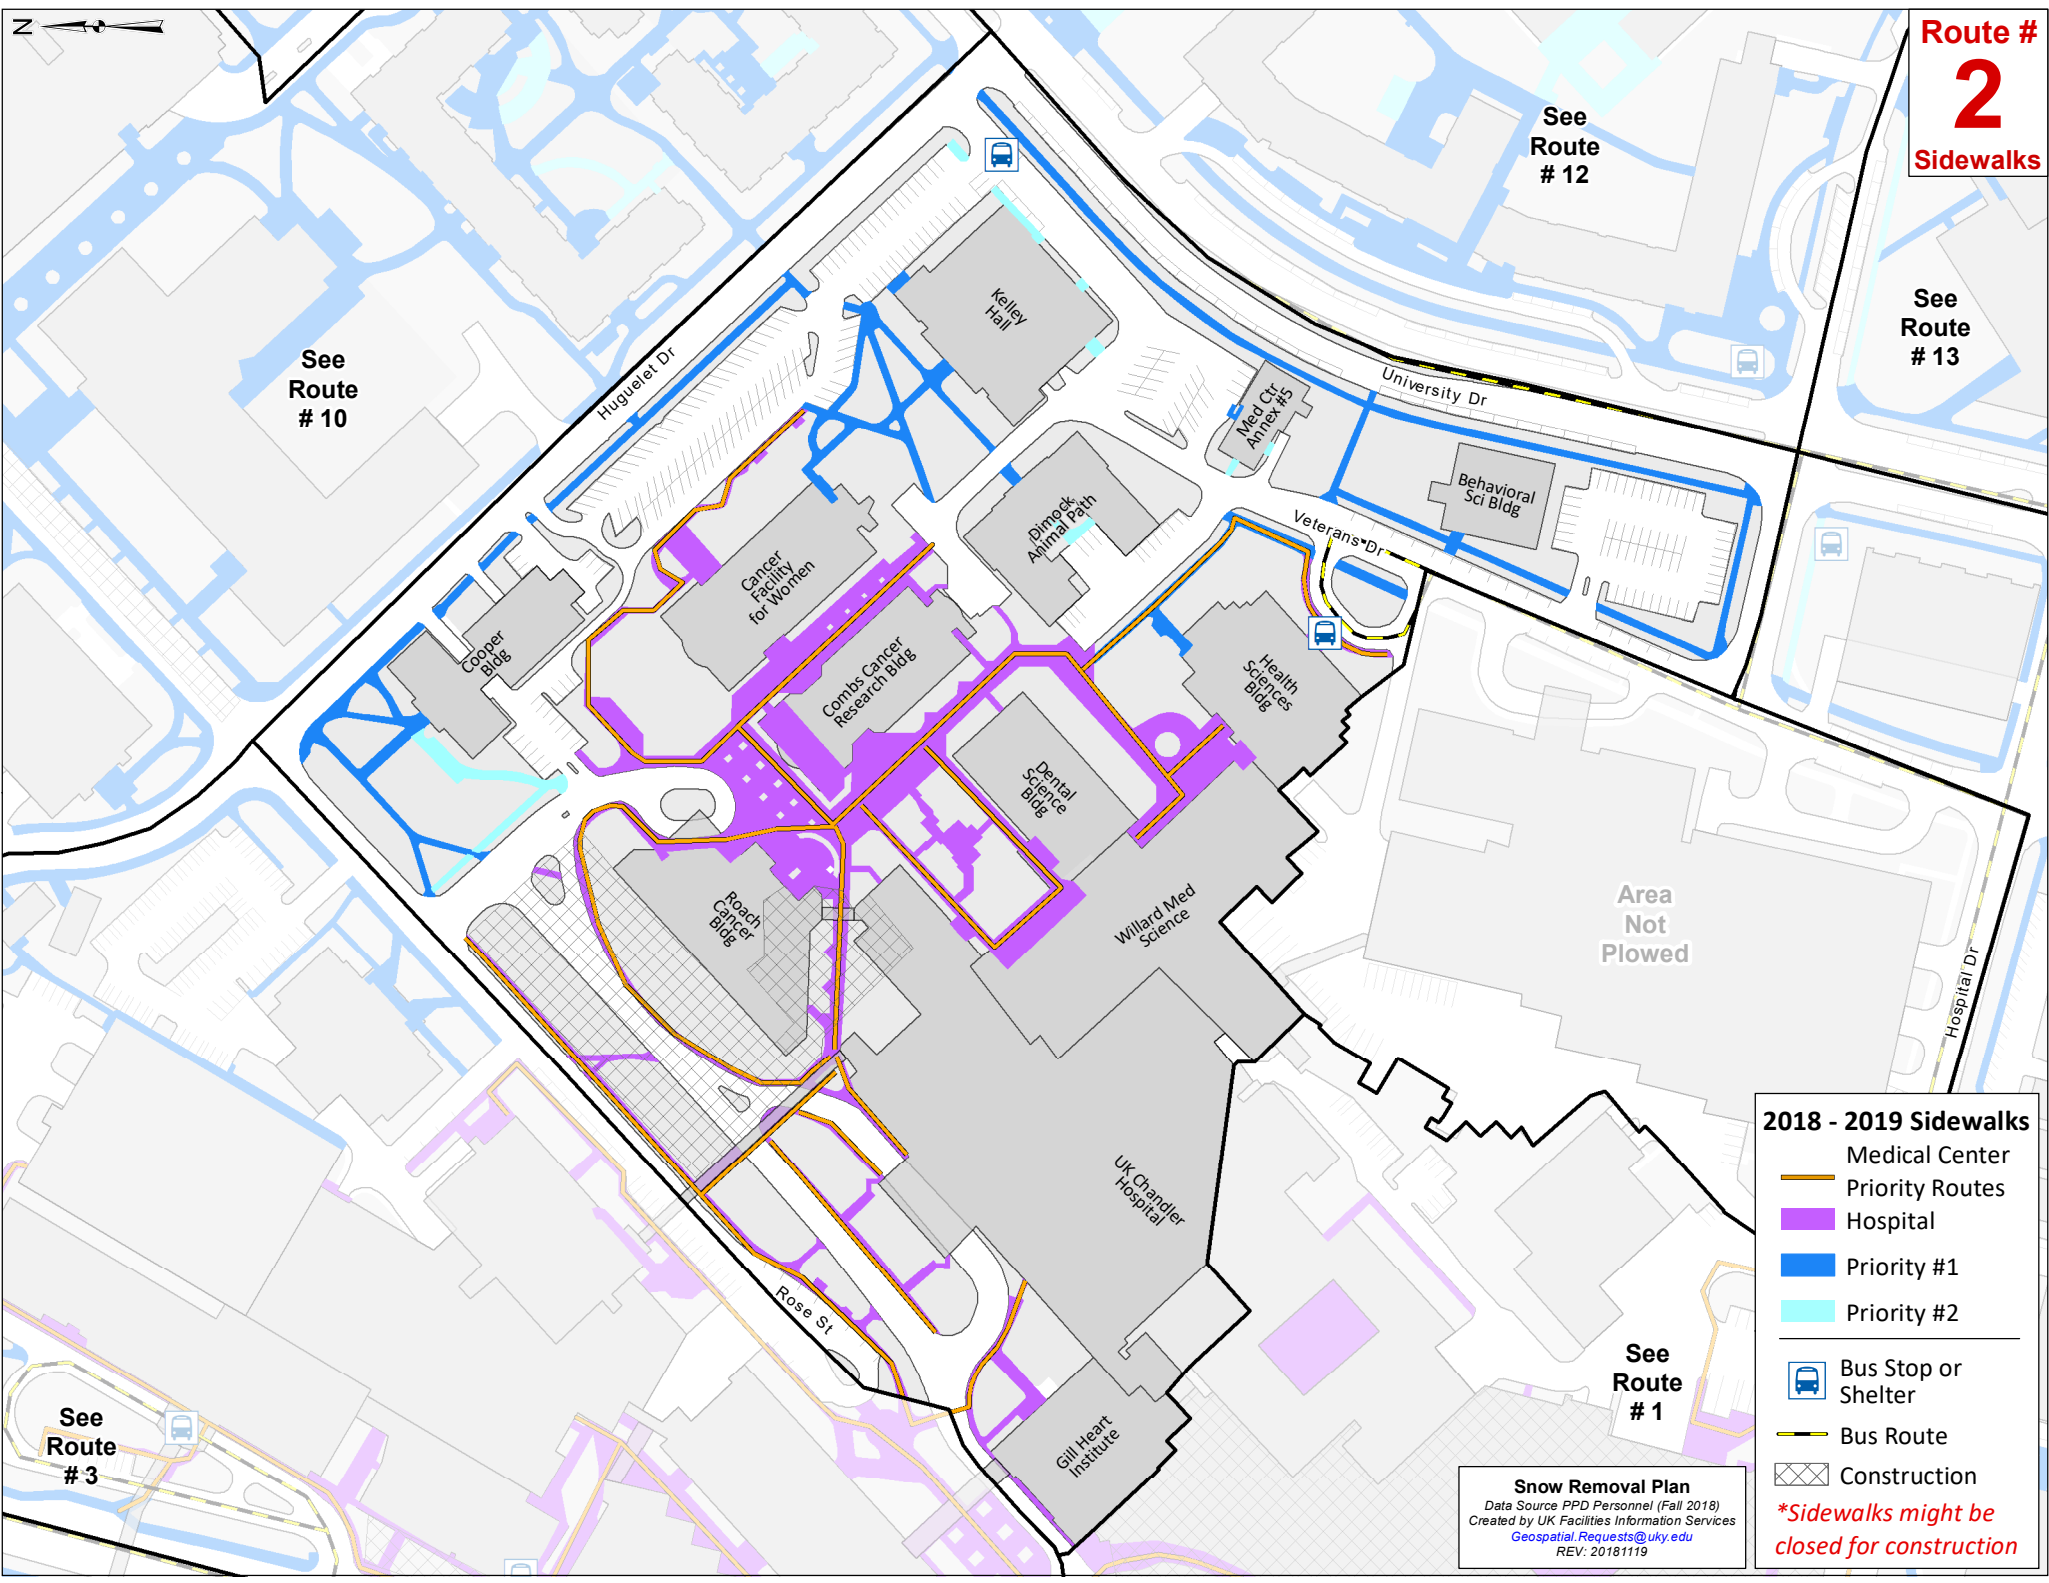 N
Route #
2
Sidewalks
See
Route
# 12
See
Route
# 13
See
Route
# 10
Huguelet Dr
Kelley
Hall
University Dr
Med Ctr
Annex #5
Behavioral
Sci Bldg
Dimock
Animal Path
Veterans Dr
Cancer
Facility
for Women
Cooper
Bldg
Combs Cancer
Research Bldg
Health
Sciences
Bldg
Dental
Science
Bldg
Roach
Cancer
Bldg
Willard Med
Science
Area
Not
Plowed
Hospital Dr
UK Chandler
Hospital
Rose St
Gill Heart
Institute
See
Route
# 1
See
Route
# 3
2018 - 2019 Sidewalks
Medical Center
Priority Routes
Hospital
Priority #1
Priority #2
Bus Stop or
Shelter
Bus Route
Construction
*Sidewalks might be
closed for construction
Snow Removal Plan
Data Source PPD Personnel (Fall 2018)
Created by UK Facilities Information Services
Geospatial.Requests@uky.edu
REV: 20181119